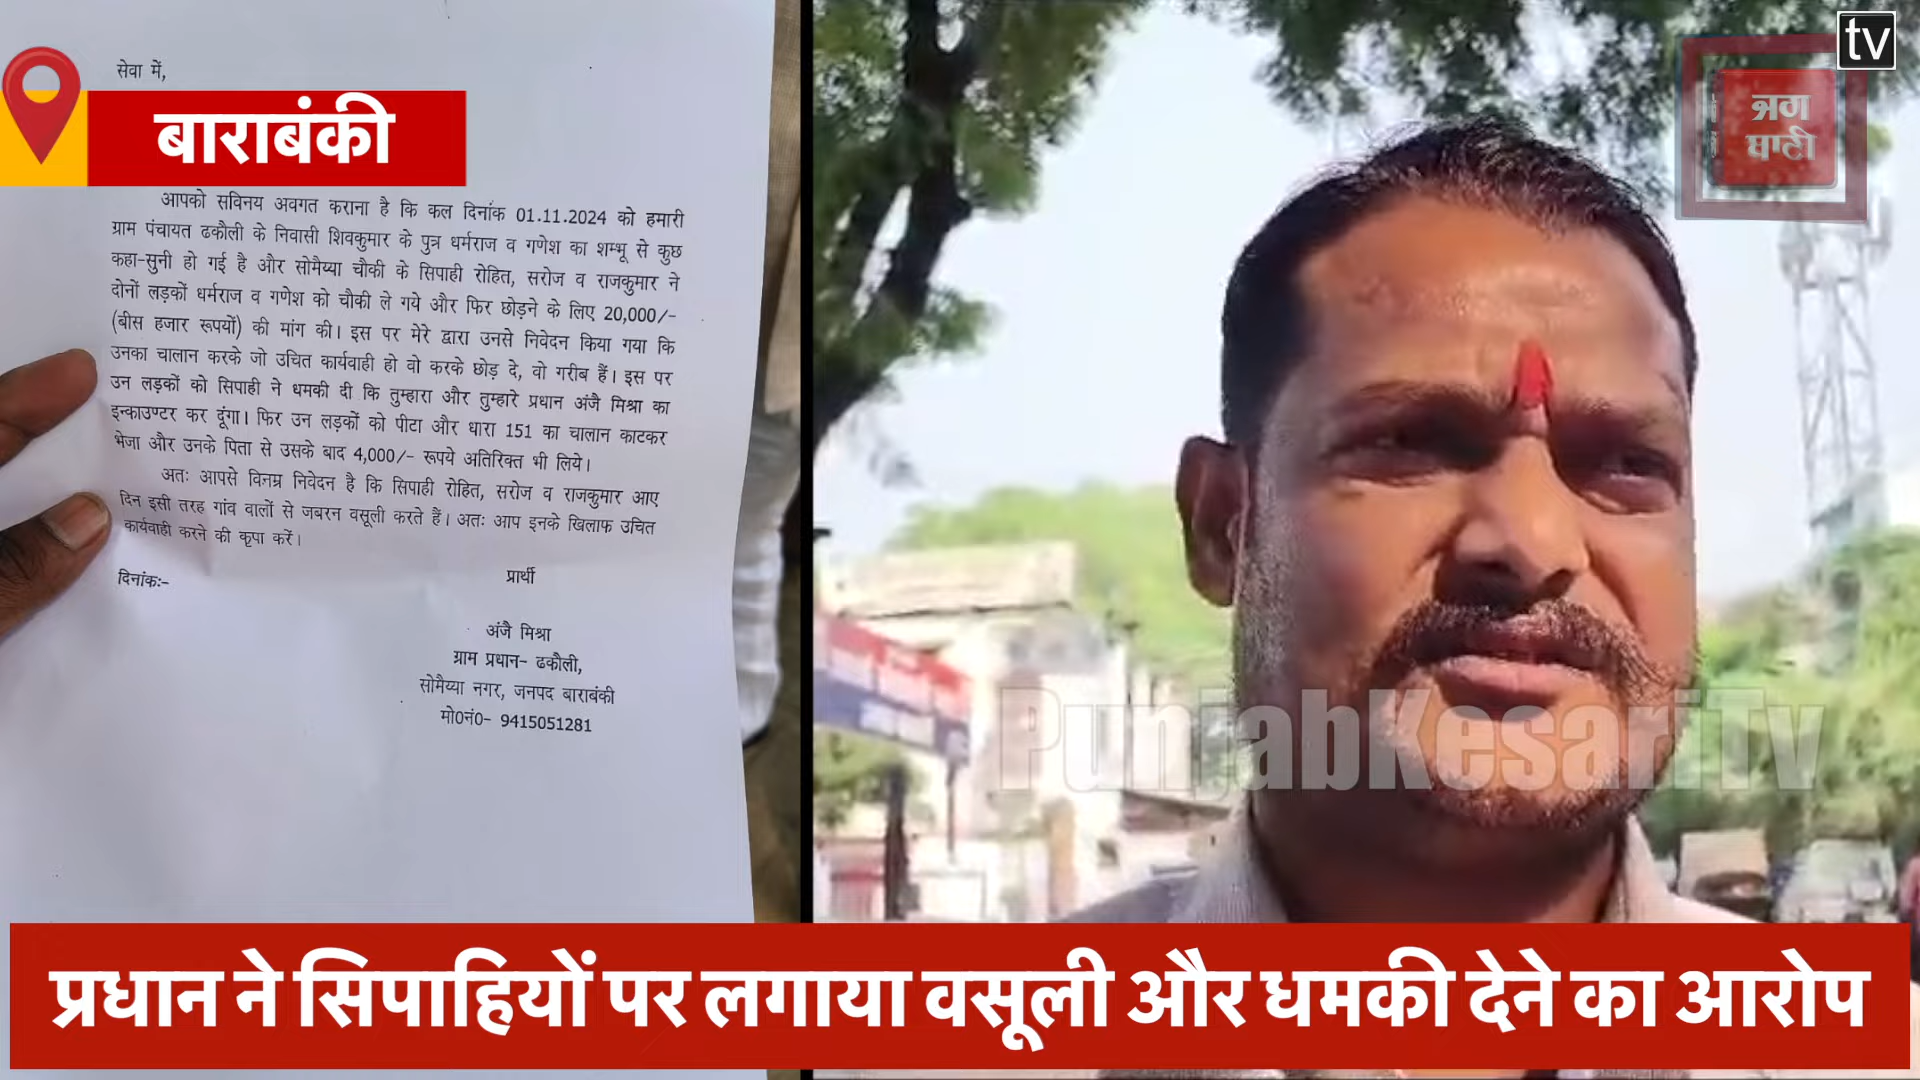 सेवा में,
बाराबंकी
आपको सविनय अवगत कराना है कि कल दिनांक 01.11.2024 को हमारी
ग्राम पंचायत ढकौली के निवासी शिवकुमार के पुत्र धर्मराज व गणेश का शम्भू से कुछ
कहा-सुनी हो गई है और सोमैय्या चौकी के सिपाही रोहित, सरोज व राजकुमार ने
दोनों लड़कों धर्मराज व गणेश को चौकी ले गये और फिर छोड़ने के लिए 20,000/-
(बीस हजार रूपयों) की मांग की। इस पर मेरे द्वारा उनसे निवेदन किया गया कि
उनका चालान करके जो उचित कार्यवाही हो वो करके छोड़ दे, वो गरीब हैं। इस पर
उन लड़कों को सिपाही ने धमकी दी कि तुम्हारा और तुम्हारे प्रधान अंजै मिश्रा का
इन्काउण्टर कर दूंगा। फिर उन लड़कों को पीटा और धारा 151 का चालान काटकर
भेजा और उनके पिता से उसके बाद 4,000/- रूपये अतिरिक्त भी लिये।
अतः आपसे विनम्र निवेदन है कि सिपाही रोहित, सरोज व राजकुमार आए
दिन इसी तरह गांव वालों से जबरन वसूली करते हैं। अतः आप इनके खिलाफ उचित
कार्यवाही करने की कृपा करें।
दिनांकः-
प्रार्थी
अंजै मिश्रा
ग्राम प्रधान- ढकौली,
सोमैय्या नगर, जनपद बाराबंकी
मो0नं0- 9415051281
tv
PunjabKesariTv
प्रधान ने सिपाहियों पर लगाया वसूली और धमकी देने का आरोप